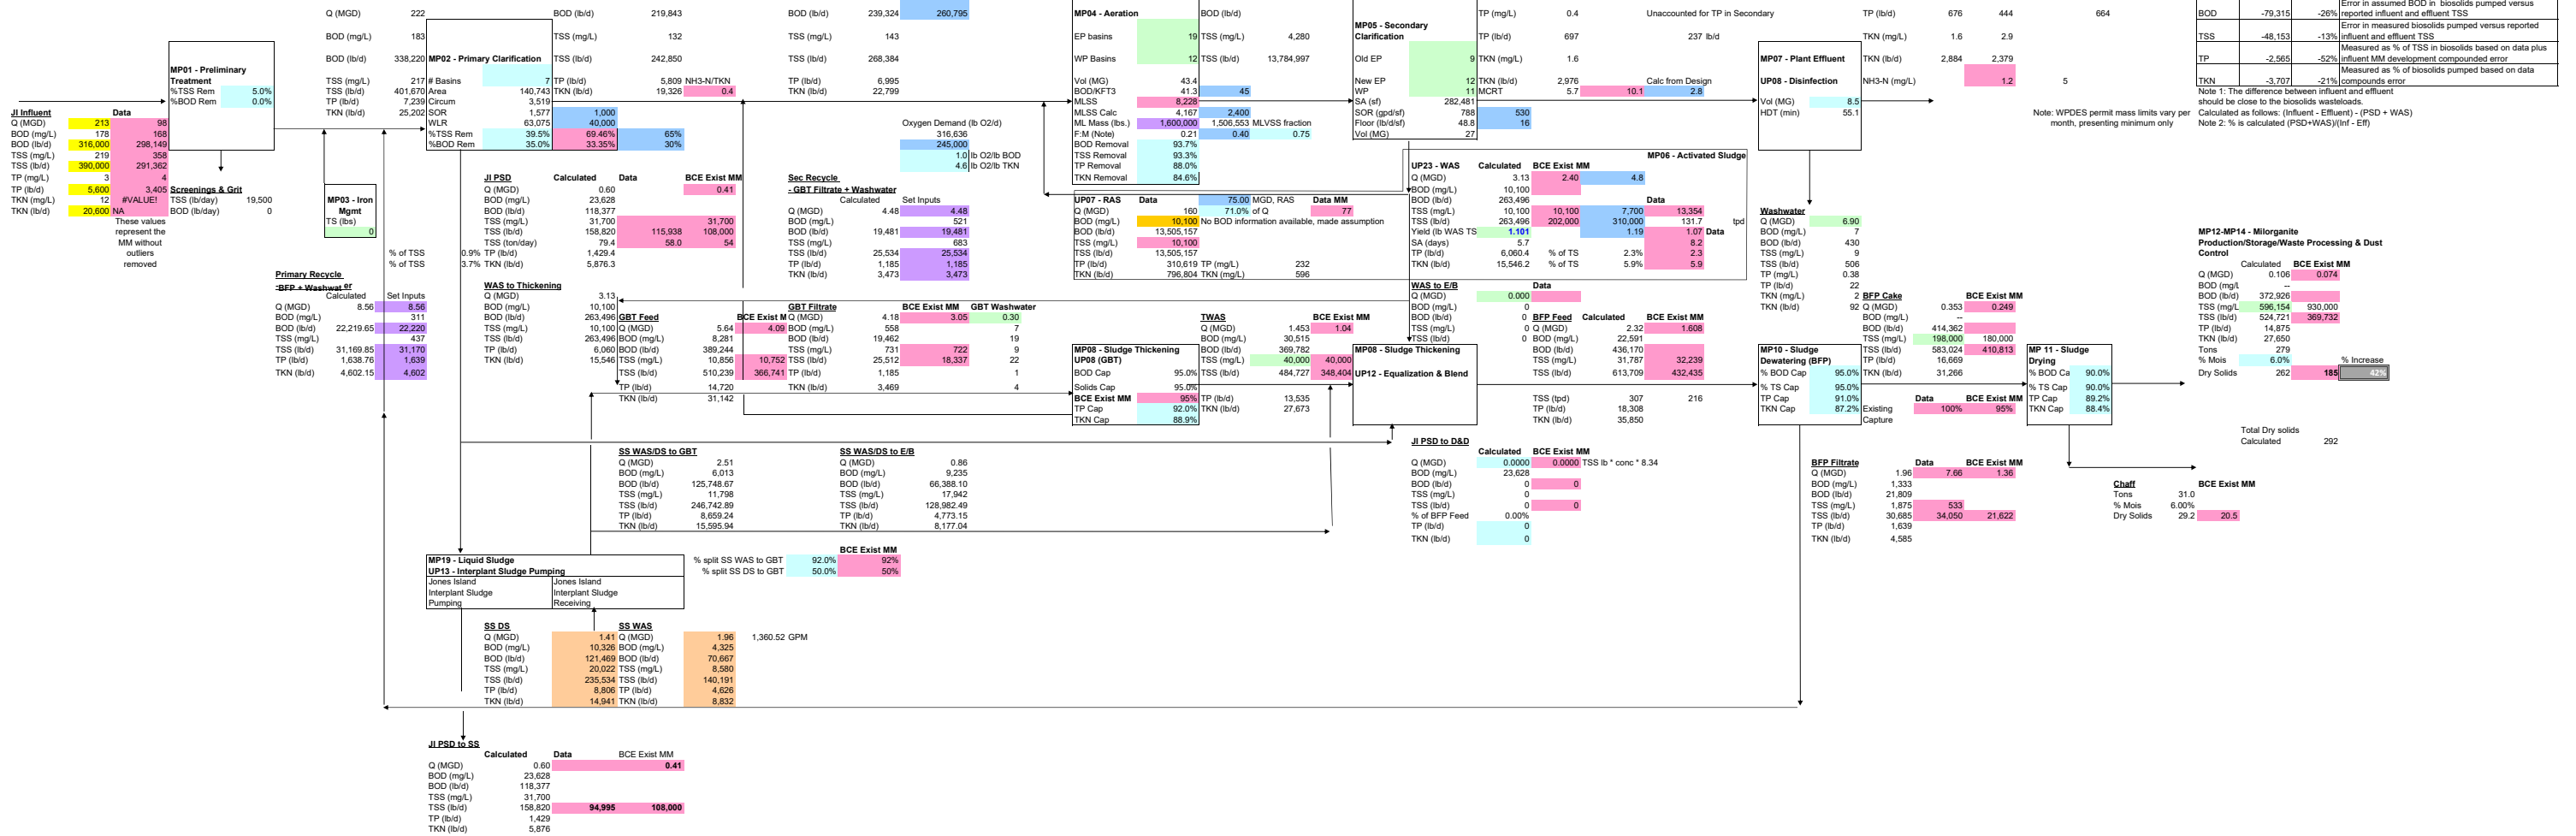 Q (MGD) 222
BOD (mg/L) 183
BOD (lb/d) 338,220
TSS (mg/L) 217
TSS (lb/d) 401,670
TP (lb/d) 7,239
TKN (lb/d) 25,202
BOD (lb/d) 219,843
TSS (mg/L) 132
TSS (lb/d) 242,850
TP (lb/d) 5,809 NH3-N/TKN
TKN (lb/d) 19,326 0.4
BOD (lb/d) 239,324 260,795
TSS (mg/L) 143
TSS (lb/d) 268,384
TP (lb/d) 6,995
TKN (lb/d) 22,799
MP01 - Preliminary
Treatment
%TSS Rem 5.0%
%BOD Rem 0.0%
JI Influent Data
Q (MGD) 213 98
BOD (mg/L) 178 168
BOD (lb/d) 316,000 298,149
TSS (mg/L) 219 358
TSS (lb/d) 390,000 291,362
TP (mg/L) 3 4
TP (lb/d) 5,600 3,405
TKN (mg/L) 12 #VALUE!
TKN (lb/d) 20,600 NA
These values
represent the
MM without
outliers
removed
Screenings & Grit
TSS (lb/day) 19,500
BOD (lb/day) 0
MP03 - Iron
Mgmt
TS (lbs)
0
MP02 - Primary Clarification
# Basins 7
Area 140,743
Circum 3,519
SOR 1,577 1,000
WLR 63,075 40,000
%TSS Rem 39.5% 69.46% 65%
%BOD Rem 35.0% 33.35% 30%
Oxygen Demand (lb O2/d)
316,636
245,000
1.0 lb O2/lb BOD
4.6 lb O2/lb TKN
MP04 - Aeration
EP basins 19
WP Basins 12
Vol (MG) 43.4
BOD/KFT3 41.3 45
MLSS 8,228
MLSS Calc 4,167 2,400
ML Mass (lbs.) 1,600,000 1,506,553 MLVSS fraction
F:M (Note) 0.21 0.40 0.75
BOD Removal 93.7%
TSS Removal 93.3%
TP Removal 88.0%
TKN Removal 84.6%
BOD (lb/d)
TSS (mg/L) 4,280
TSS (lb/d) 13,784,997
MP05 - Secondary
Clarification
Old EP 9
New EP 12
WP 11
SA (sf) 282,481
SOR (gpd/sf) 788 530
Floor (lb/d/sf) 48.8 16
Vol (MG) 27
TP (mg/L) 0.4 Unaccounted for TP in Secondary
TP (lb/d) 697 237 lb/d
TKN (mg/L) 1.6
TKN (lb/d) 2,976 Calc from Design
MCRT 5.7 10.1 2.8
MP07 - Plant Effluent
UP08 - Disinfection
Vol (MG) 8.5
HDT (min) 55.1
TP (lb/d) 676 444 664
TKN (mg/L) 1.6 2.9
TKN (lb/d) 2,884 2,379
NH3-N (mg/L) 1.2 5
Note: WPDES permit mass limits vary per
month, presenting minimum only
BOD -79,315 -26% Error in assumed BOD in biosolids pumped versus
reported influent and effluent TSS
TSS -48,153 -13% Error in measured biosolids pumped versus reported
influent and effluent TSS
TP -2,565 -52% Measured as % of TSS in biosolids based on data plus
influent MM development compounded error
TKN -3,707 -21% Measured as % of biosolids pumped based on data
compounds error
Note 1: The difference between influent and effluent
should be close to the biosolids wasteloads.
Calculated as follows: (Influent - Effluent) - (PSD + WAS)
Note 2: % is calculated (PSD+WAS)/(Inf - Eff)
JI PSD Calculated Data BCE Exist MM
Q (MGD) 0.60 0.41
BOD (mg/L) 23,628
BOD (lb/d) 118,377
TSS (mg/L) 31,700 31,700
TSS (lb/d) 158,820 115,938 108,000
TSS (ton/day) 79.4 58.0 54
% of TSS 0.9% TP (lb/d) 1,429.4
% of TSS 3.7% TKN (lb/d) 5,876.3
Sec Recycle
- GBT Filtrate + Washwater
Calculated Set Inputs
Q (MGD) 4.48 4.48
BOD (mg/L) 521
BOD (lb/d) 19,481 19,481
TSS (mg/L) 683
TSS (lb/d) 25,534 25,534
TP (lb/d) 1,185 1,185
TKN (lb/d) 3,473 3,473
UP07 - RAS Data 75.00 MGD, RAS Data MM
Q (MGD) 160 71.0% of Q 77
BOD (mg/L) 10,100 No BOD information available, made assumption
BOD (lb/d) 13,505,157
TSS (mg/L) 10,100
TSS (lb/d) 13,505,157
TP (lb/d) 310,619 TP (mg/L) 232
TKN (lb/d) 796,804 TKN (mg/L) 596
MP06 - Activated Sludge
UP23 - WAS Calculated BCE Exist MM
Q (MGD) 3.13 2.40 4.8
BOD (mg/L) 10,100
BOD (lb/d) 263,496 Data
TSS (mg/L) 10,100 10,100 7,700 13,354
TSS (lb/d) 263,496 202,000 310,000 131.7 tpd
Yield (lb WAS TS 1.101 1.19 1.07 Data
SA (days) 5.7 8.2
TP (lb/d) 6,060.4 % of TS 2.3% 2.3
TKN (lb/d) 15,546.2 % of TS 5.9% 5.9
Washwater
Q (MGD) 6.90
BOD (mg/L) 7
BOD (lb/d) 430
TSS (mg/L) 9
TSS (lb/d) 506
TP (mg/L) 0.38
TP (lb/d) 22
TKN (mg/L) 2
TKN (lb/d) 92
MP12-MP14 - Milorganite
Production/Storage/Waste Processing & Dust
Control
Calculated BCE Exist MM
Q (MGD) 0.106 0.074
BOD (mg/L --
BOD (lb/d) 372,926
TSS (mg/L 596,154 930,000
TSS (lb/d) 524,721 369,732
TP (lb/d) 14,875
TKN (lb/d) 27,650
Tons 279
% Mois 6.0% % Increase
Dry Solids 262 185 42%
Primary Recycle
-BFP + Washwater
Calculated Set Inputs
Q (MGD) 8.56 8.56
BOD (mg/L) 311
BOD (lb/d) 22,219.65 22,220
TSS (mg/L) 437
TSS (lb/d) 31,169.85 31,170
TP (lb/d) 1,638.76 1,639
TKN (lb/d) 4,602.15 4,602
WAS to Thickening
Q (MGD) 3.13
BOD (mg/L) 10,100
BOD (lb/d) 263,496
TSS (mg/L) 10,100
TSS (lb/d) 263,496
TP (lb/d) 6,060
TKN (lb/d) 15,546
GBT Feed BCE Exist M
Q (MGD) 5.64 4.09
BOD (mg/L) 8,281
BOD (lb/d) 389,244
TSS (mg/L) 10,856 10,752
TSS (lb/d) 510,239 366,741
TP (lb/d) 14,720
TKN (lb/d) 31,142
GBT Filtrate BCE Exist MM GBT Washwater
Q (MGD) 4.18 3.05 0.30
BOD (mg/L) 558 7
BOD (lb/d) 19,462 19
TSS (mg/L) 731 722 9
TSS (lb/d) 25,512 18,337 22
TP (lb/d) 1,185 1
TKN (lb/d) 3,469 4
MP08 - Sludge Thickening
UP08 (GBT)
BOD Cap 95.0%
Solids Cap 95.0%
BCE Exist MM 95%
TP Cap 92.0%
TKN Cap 88.9%
TWAS BCE Exist MM
Q (MGD) 1.453 1.04
BOD (mg/L) 30,515
BOD (lb/d) 369,782
TSS (mg/L) 40,000 40,000
TSS (lb/d) 484,727 348,404
TP (lb/d) 13,535
TKN (lb/d) 27,673
WAS to E/B Data
Q (MGD) 0.000
BOD (mg/L) 0
BOD (lb/d) 0
TSS (mg/L) 0
TSS (lb/d) 0
MP08 - Sludge Thickening
UP12 - Equalization & Blend
BFP Feed Calculated BCE Exist MM
Q (MGD) 2.32 1.608
BOD (mg/L) 22,591
BOD (lb/d) 436,170
TSS (mg/L) 31,787 32,239
TSS (lb/d) 613,709 432,435
TSS (tpd) 307 216
TP (lb/d) 18,308
TKN (lb/d) 35,850
MP10 - Sludge
Dewatering (BFP)
% BOD Cap 95.0%
% TS Cap 95.0%
TP Cap 91.0%
TKN Cap 87.2%
BFP Cake BCE Exist MM
Q (MGD) 0.353 0.249
BOD (mg/L) --
BOD (lb/d) 414,362
TSS (mg/L) 198,000 180,000
TSS (lb/d) 583,024 410,813
TP (lb/d) 16,669
TKN (lb/d) 31,266
Data BCE Exist MM
Existing 100% 95%
Capture
MP 11 - Sludge
Drying
% BOD Ca 90.0%
% TS Cap 90.0%
TP Cap 89.2%
TKN Cap 88.4%
Total Dry solids
Calculated 292
SS WAS/DS to GBT
Q (MGD) 2.51
BOD (mg/L) 6,013
BOD (lb/d) 125,748.67
TSS (mg/L) 11,798
TSS (lb/d) 246,742.89
TP (lb/d) 8,659.24
TKN (lb/d) 15,595.94
SS WAS/DS to E/B
Q (MGD) 0.86
BOD (mg/L) 9,235
BOD (lb/d) 66,388.10
TSS (mg/L) 17,942
TSS (lb/d) 128,982.49
TP (lb/d) 4,773.15
TKN (lb/d) 8,177.04
JI PSD to D&D
Calculated BCE Exist MM
Q (MGD) 0.0000 0.0000 TSS lb * conc * 8.34
BOD (mg/L) 23,628
BOD (lb/d) 0 0
TSS (mg/L) 0
TSS (lb/d) 0 0
% of BFP Feed 0.00%
TP (lb/d) 0
TKN (lb/d) 0
BFP Filtrate Data BCE Exist MM
Q (MGD) 1.96 7.66 1.36
BOD (mg/L) 1,333
BOD (lb/d) 21,809
TSS (mg/L) 1,875 533
TSS (lb/d) 30,685 34,050 21,622
TP (lb/d) 1,639
TKN (lb/d) 4,585
Chaff BCE Exist MM
Tons 31.0
% Mois 6.00%
Dry Solids 29.2 20.5
MP19 - Liquid Sludge
UP13 - Interplant Sludge Pumping
Jones Island
Interplant Sludge
Pumping
Jones Island
Interplant Sludge
Receiving
BCE Exist MM
% split SS WAS to GBT 92.0% 92%
% split SS DS to GBT 50.0% 50%
SS DS
Q (MGD) 1.41
BOD (mg/L) 10,326
BOD (lb/d) 121,469
TSS (mg/L) 20,022
TSS (lb/d) 235,534
TP (lb/d) 8,806
TKN (lb/d) 14,941
SS WAS
Q (MGD) 1.96 1,360.52 GPM
BOD (mg/L) 4,325
BOD (lb/d) 70,667
TSS (mg/L) 8,580
TSS (lb/d) 140,191
TP (lb/d) 4,626
TKN (lb/d) 8,832
JI PSD to SS
Calculated Data BCE Exist MM
Q (MGD) 0.60 0.41
BOD (mg/L) 23,628
BOD (lb/d) 118,377
TSS (mg/L) 31,700
TSS (lb/d) 158,820 94,995 108,000
TP (lb/d) 1,429
TKN (lb/d) 5,876